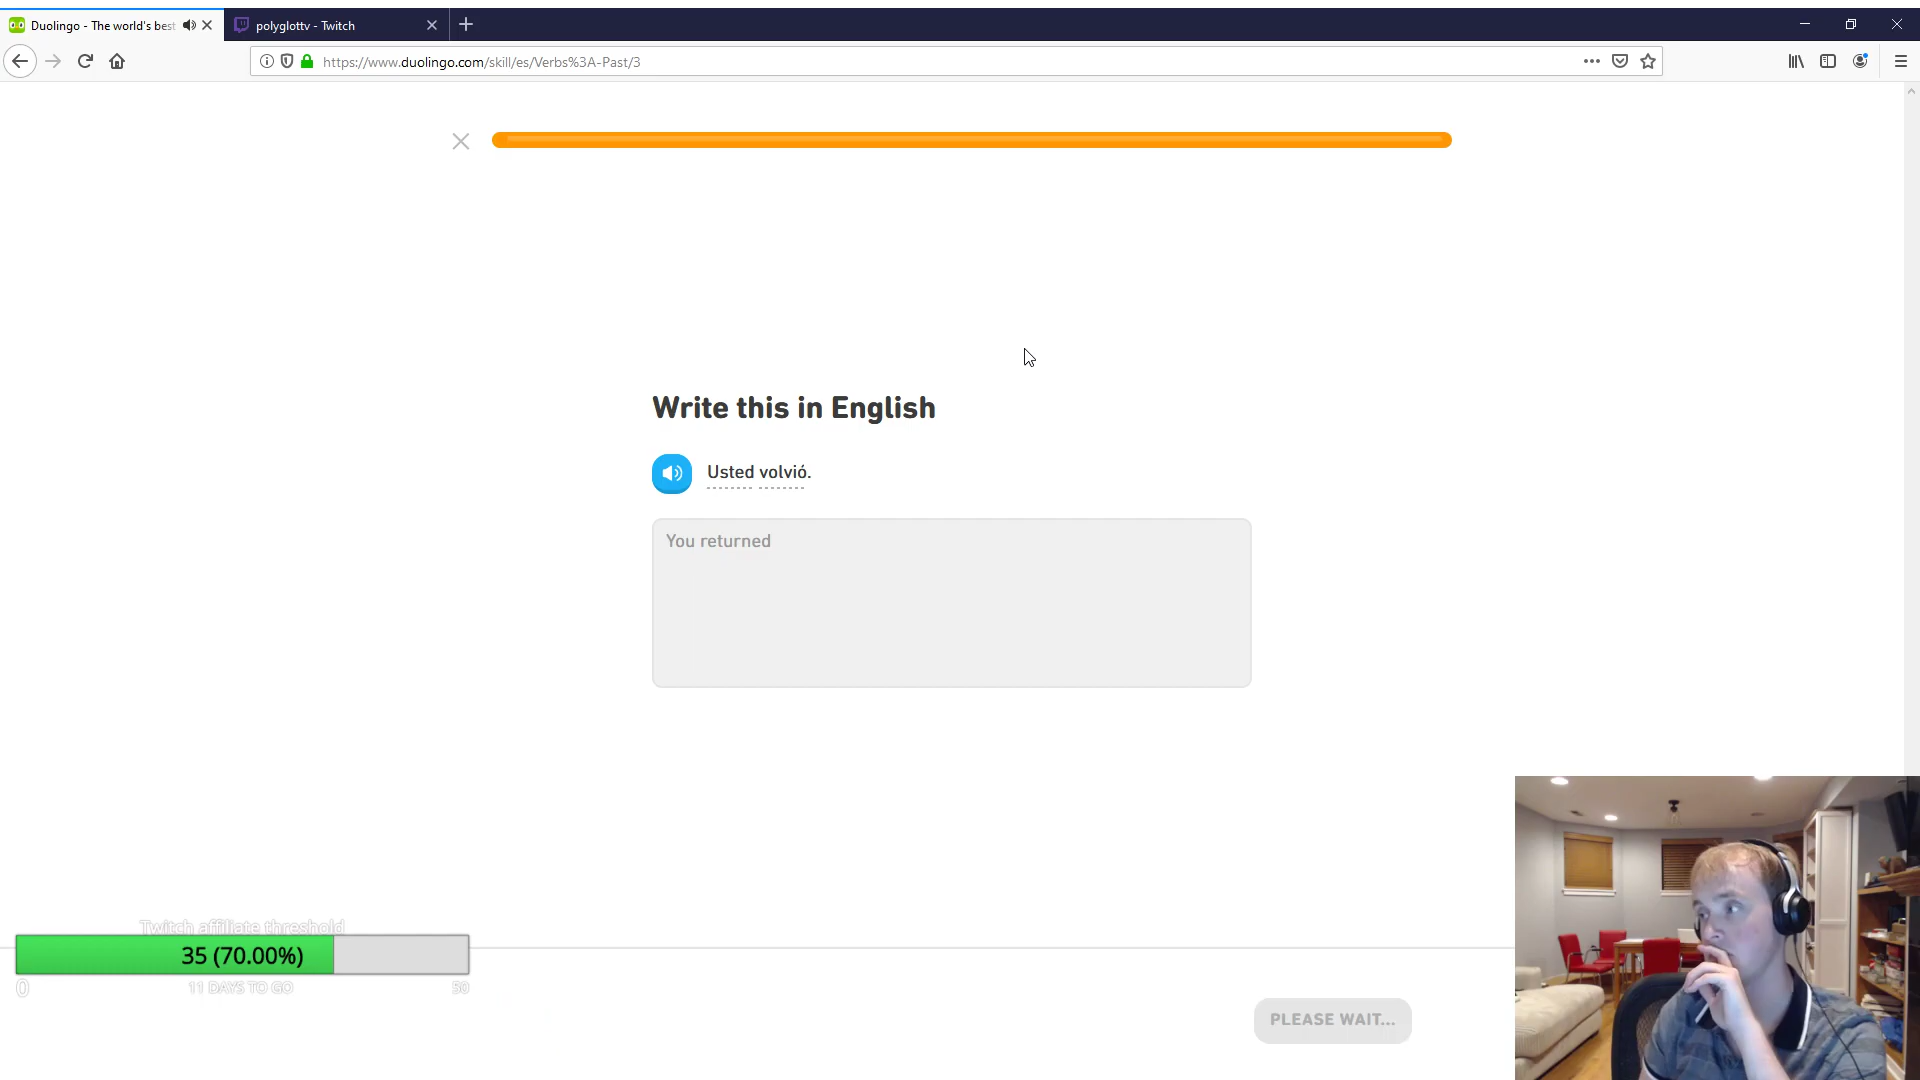 Duolingo - The world's best
polyglottv - Twitch
https://www.duolingo.com/skill/es/Verbs%3A-Past/3
Write this in English
Usted volvió.
You returned
Twitch affiliate threshold
35 (70.00%)
0
11 DAYS TO GO
50
PLEASE WAIT...